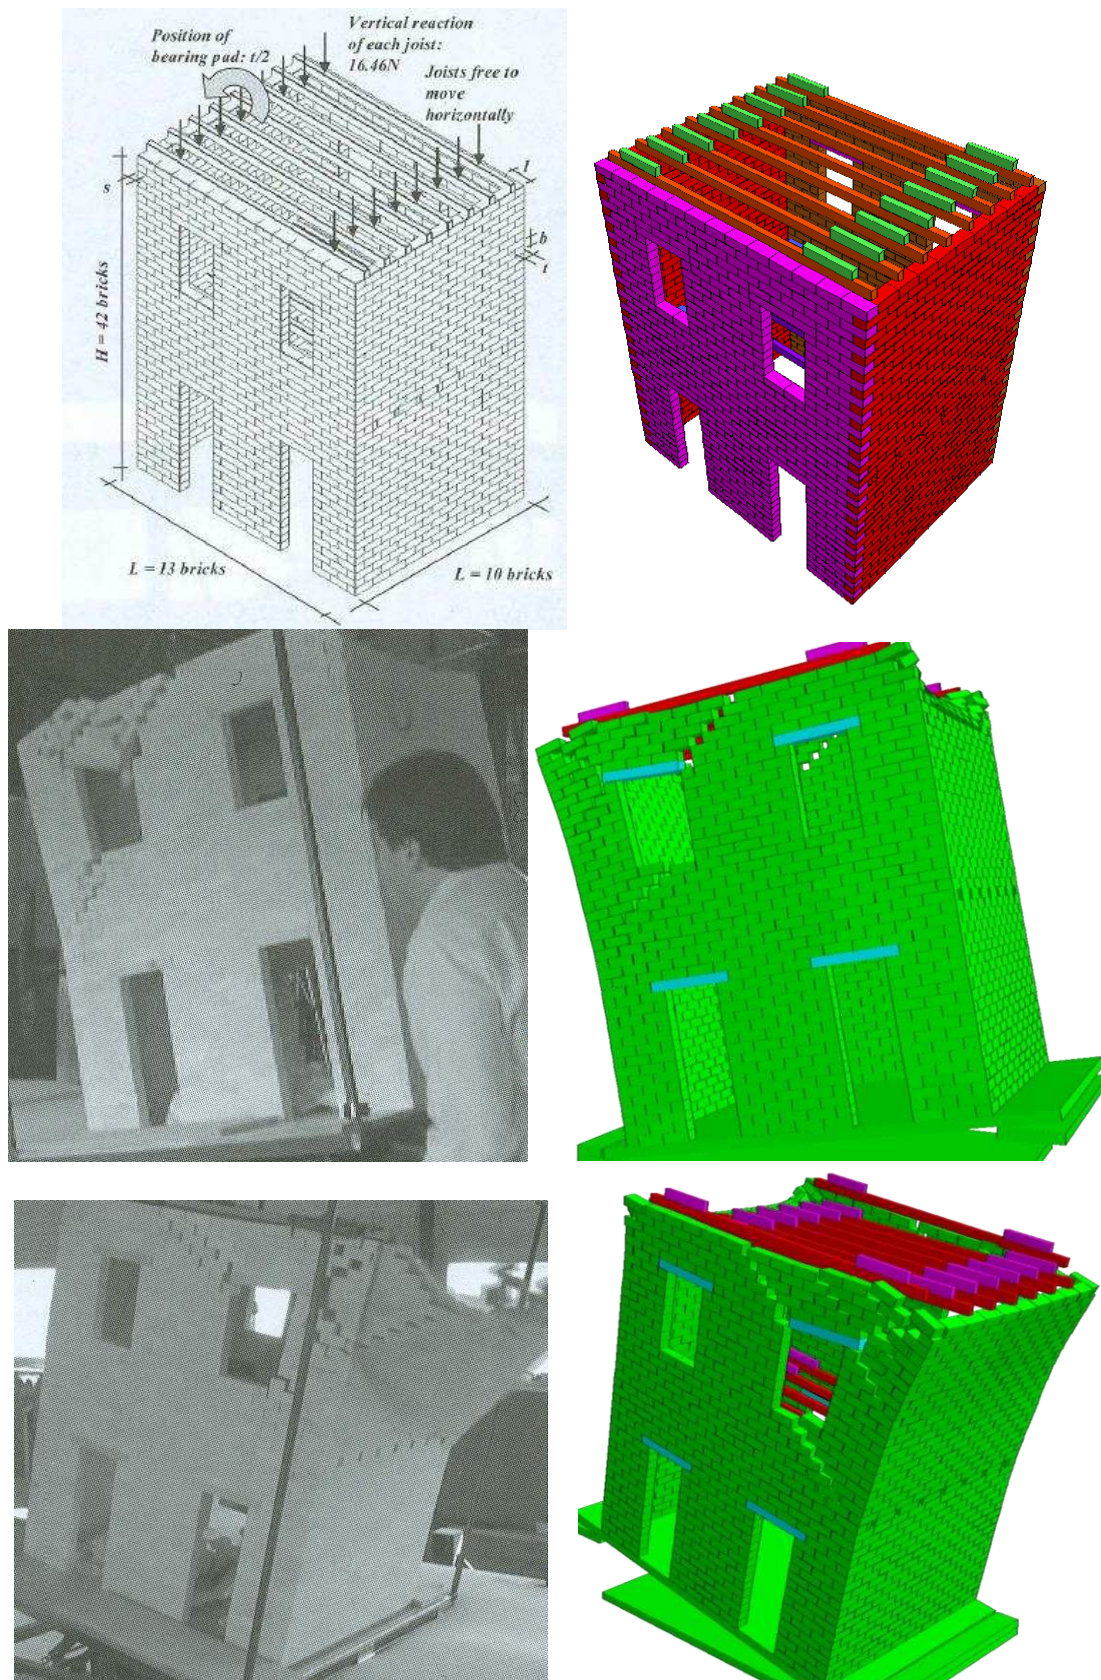 Position of
bearing pad: t/2
Vertical reaction
of each joist:
16.46N
Joists free to
move
horizontally
l
s
b
t
H = 42 bricks
L = 13 bricks
L = 10 bricks